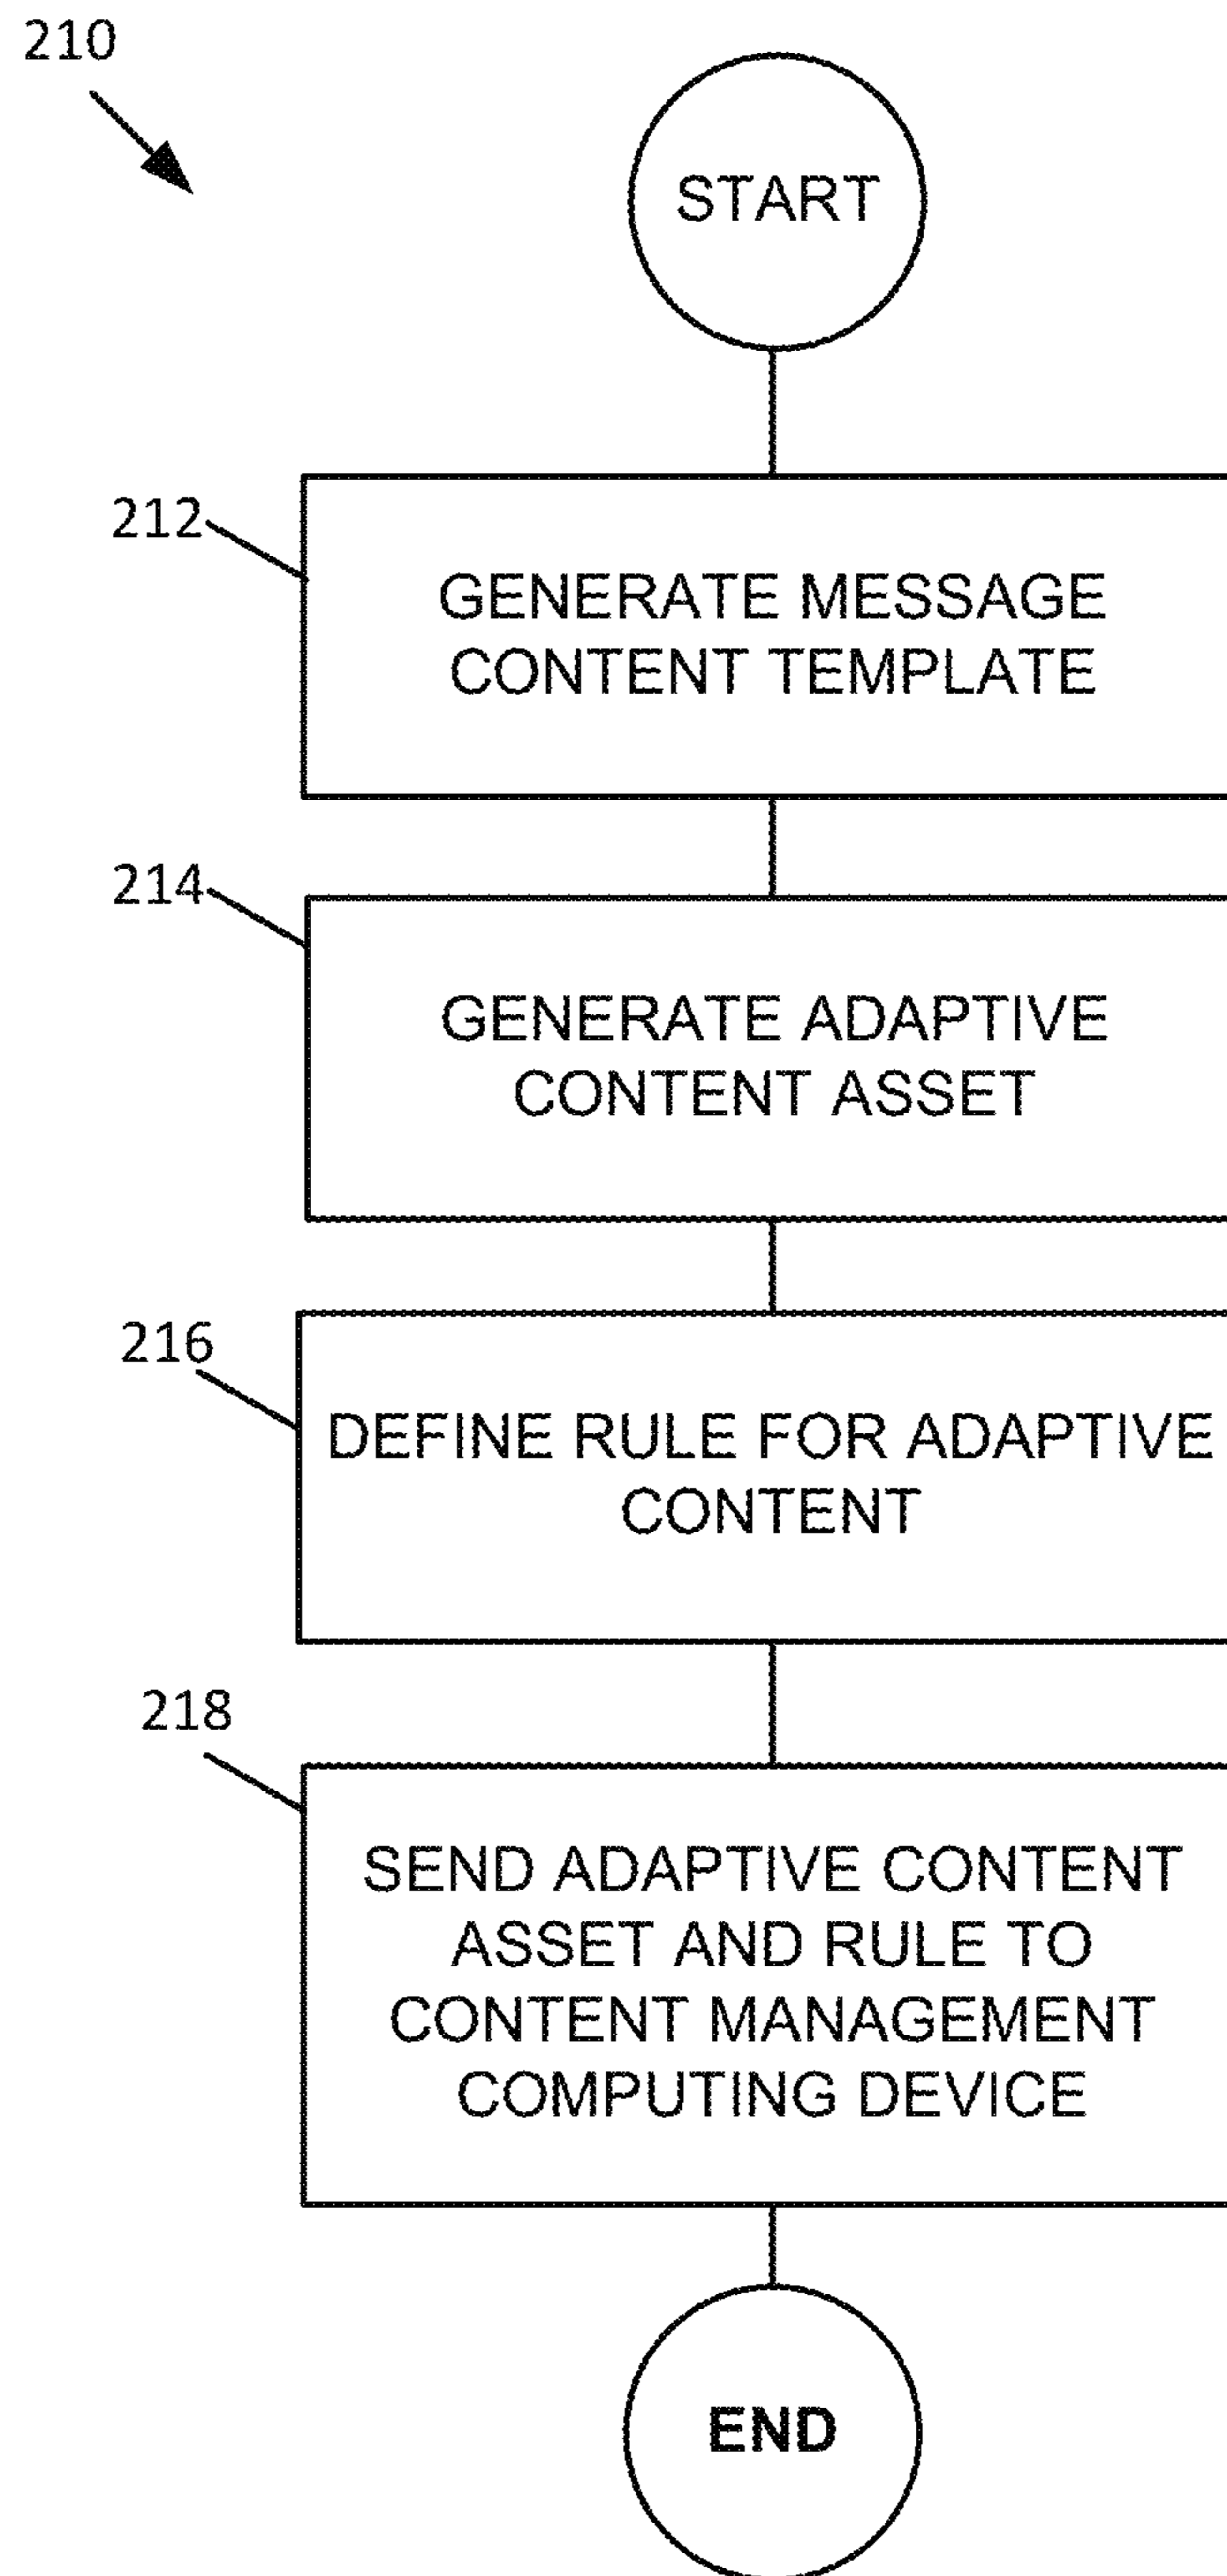 210
START
212
GENERATE MESSAGE
CONTENT TEMPLATE
214
GENERATE ADAPTIVE
CONTENT ASSET
216
DEFINE RULE FOR ADAPTIVE
CONTENT
218
SEND ADAPTIVE CONTENT
ASSET AND RULE TO
CONTENT MANAGEMENT
COMPUTING DEVICE
END